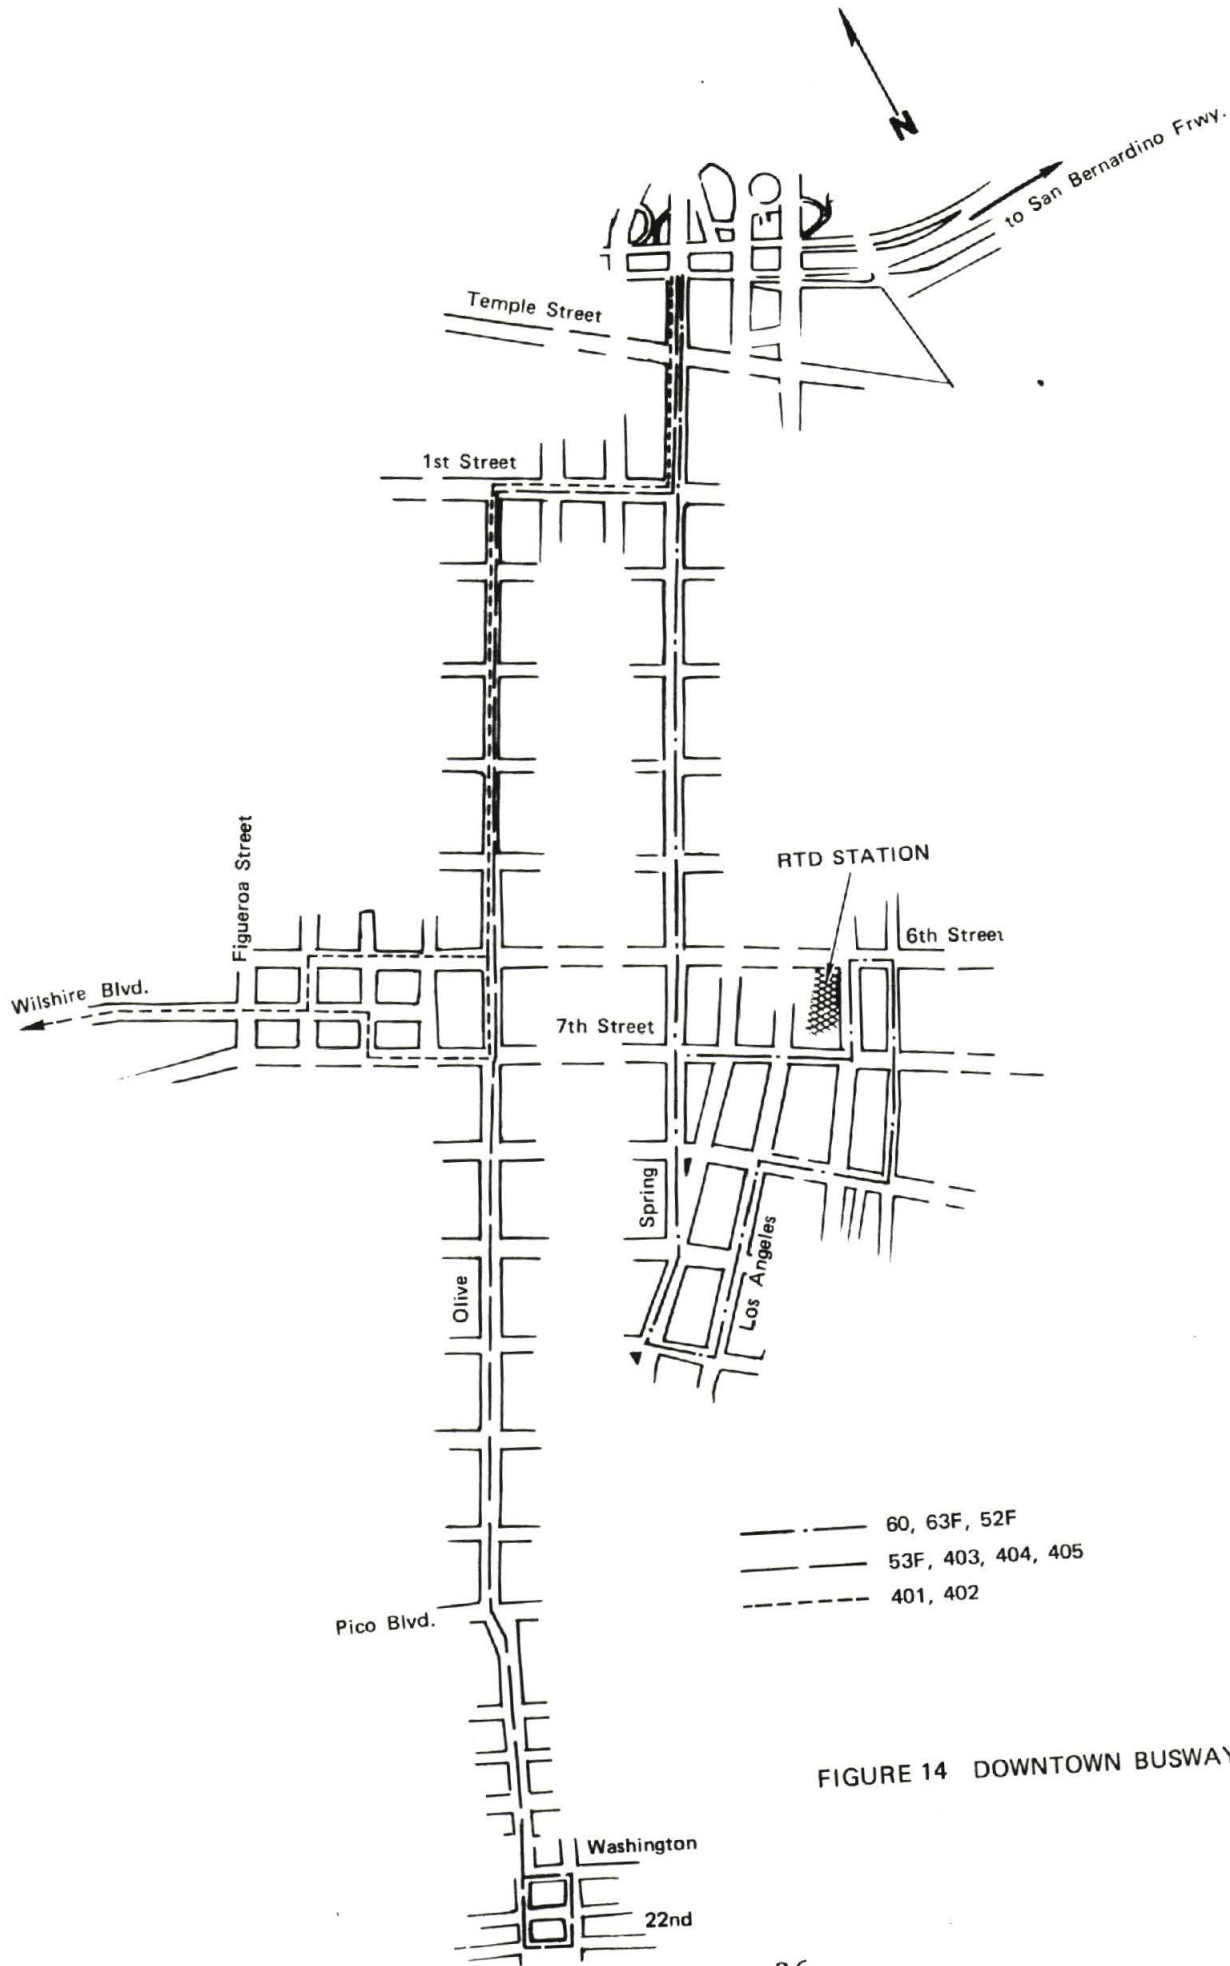 N
to San Bernardino Frwy.
Temple Street
1st Street
Figueroa Street
RTD STATION
6th Street
Wilshire Blvd.
7th Street
Spring
Los Angeles
Olive
60, 63F, 52F
53F, 403, 404, 405
401, 402
Pico Blvd.
FIGURE 14 DOWNTOWN BUSWAY
Washington
22nd